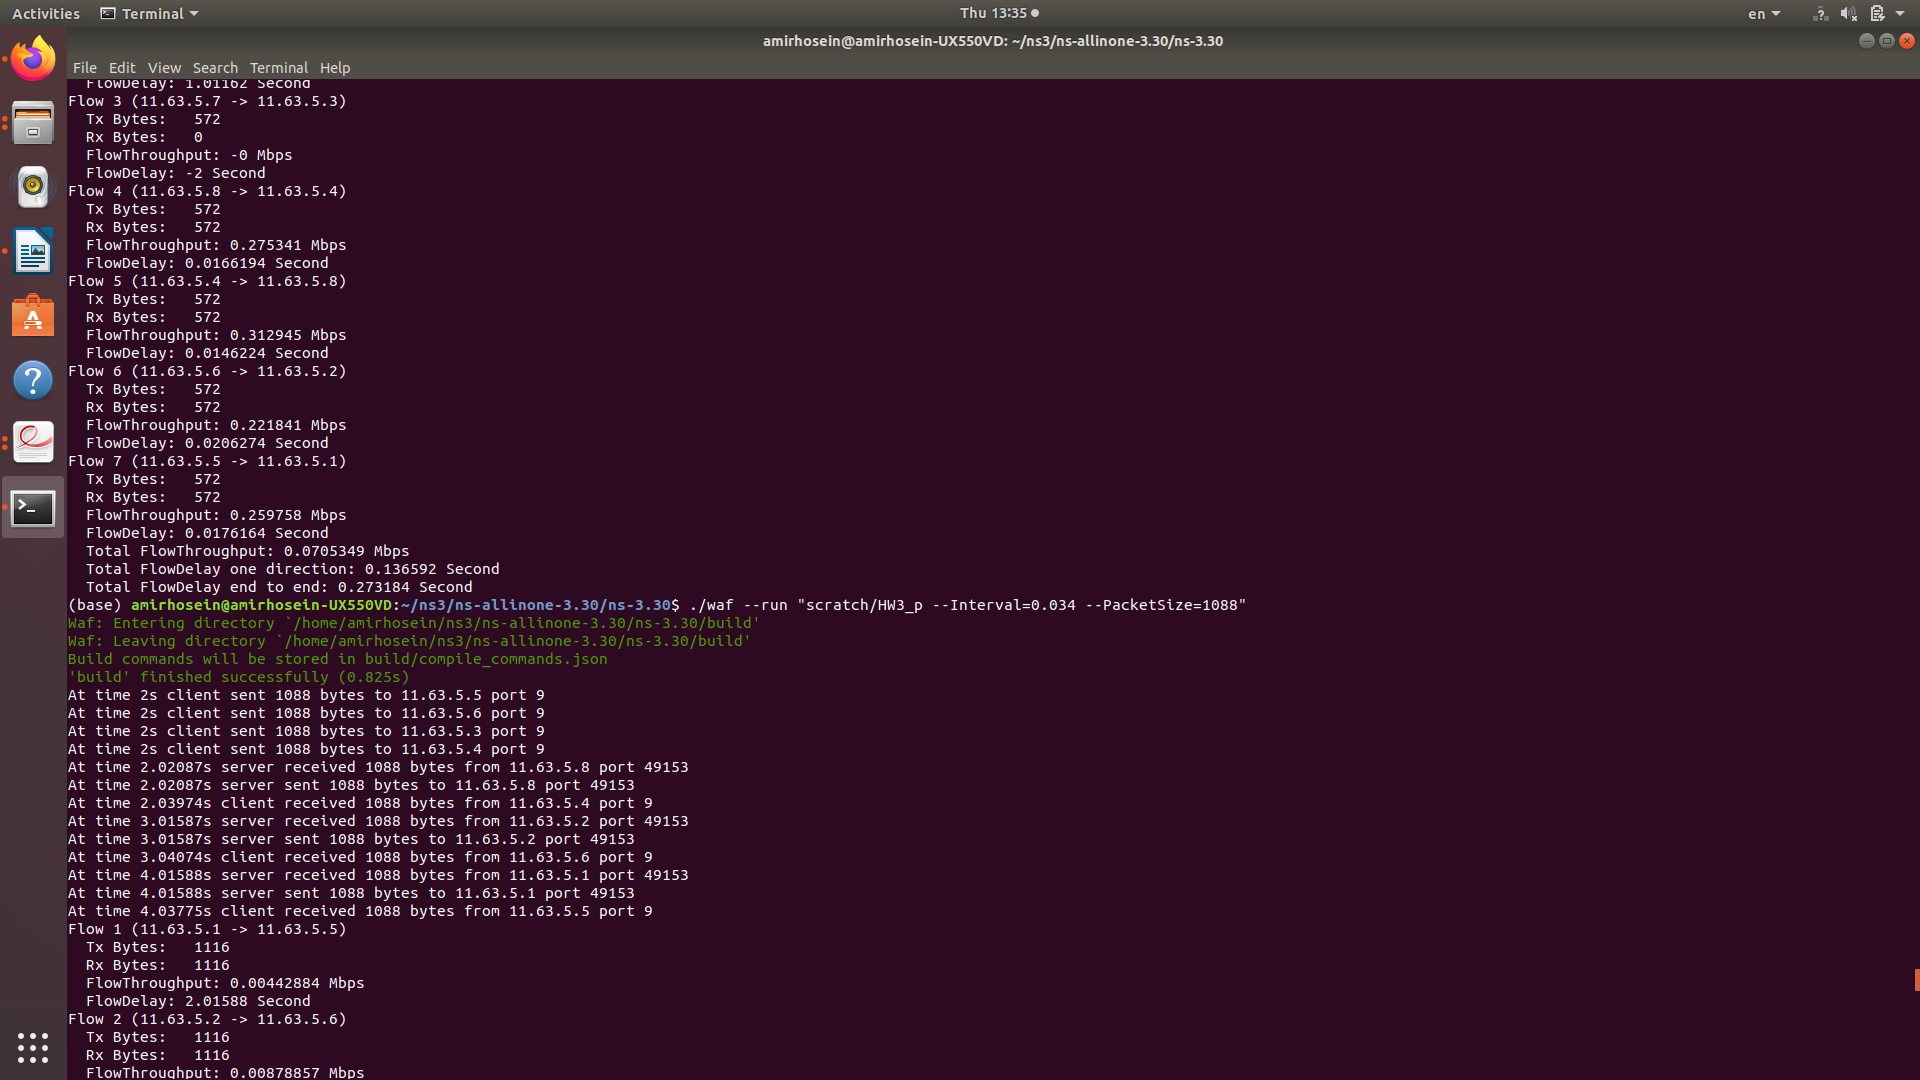 Activities Terminal Thu 13:35 en
amirhosein@amirhosein-UX550VD: ~/ns3/ns-allinone-3.30/ns-3.30
File Edit View Search Terminal Help
FlowDelay: 1.01162 Second
Flow 3 (11.63.5.7 -> 11.63.5.3)
Tx Bytes: 572
Rx Bytes: 0
FlowThroughput: -0 Mbps
FlowDelay: -2 Second
Flow 4 (11.63.5.8 -> 11.63.5.4)
Tx Bytes: 572
Rx Bytes: 572
FlowThroughput: 0.275341 Mbps
FlowDelay: 0.0166194 Second
Flow 5 (11.63.5.4 -> 11.63.5.8)
Tx Bytes: 572
Rx Bytes: 572
FlowThroughput: 0.312945 Mbps
FlowDelay: 0.0146224 Second
Flow 6 (11.63.5.6 -> 11.63.5.2)
Tx Bytes: 572
Rx Bytes: 572
FlowThroughput: 0.221841 Mbps
FlowDelay: 0.0206274 Second
Flow 7 (11.63.5.5 -> 11.63.5.1)
Tx Bytes: 572
Rx Bytes: 572
FlowThroughput: 0.259758 Mbps
FlowDelay: 0.0176164 Second
Total FlowThroughput: 0.0705349 Mbps
Total FlowDelay one direction: 0.136592 Second
Total FlowDelay end to end: 0.273184 Second
(base) amirhosein@amirhosein-UX550VD:~/ns3/ns-allinone-3.30/ns-3.30$ ./waf --run "scratch/HW3_p --Interval=0.034 --PacketSize=1088"
Waf: Entering directory `/home/amirhosein/ns3/ns-allinone-3.30/ns-3.30/build'
Waf: Leaving directory `/home/amirhosein/ns3/ns-allinone-3.30/ns-3.30/build'
Build commands will be stored in build/compile_commands.json
'build' finished successfully (0.825s)
At time 2s client sent 1088 bytes to 11.63.5.5 port 9
At time 2s client sent 1088 bytes to 11.63.5.6 port 9
At time 2s client sent 1088 bytes to 11.63.5.3 port 9
At time 2s client sent 1088 bytes to 11.63.5.4 port 9
At time 2.02087s server received 1088 bytes from 11.63.5.8 port 49153
At time 2.02087s server sent 1088 bytes to 11.63.5.8 port 49153
At time 2.03974s client received 1088 bytes from 11.63.5.4 port 9
At time 3.01587s server received 1088 bytes from 11.63.5.2 port 49153
At time 3.01587s server sent 1088 bytes to 11.63.5.2 port 49153
At time 3.04074s client received 1088 bytes from 11.63.5.6 port 9
At time 4.01588s server received 1088 bytes from 11.63.5.1 port 49153
At time 4.01588s server sent 1088 bytes to 11.63.5.1 port 49153
At time 4.03775s client received 1088 bytes from 11.63.5.5 port 9
Flow 1 (11.63.5.1 -> 11.63.5.5)
Tx Bytes: 1116
Rx Bytes: 1116
FlowThroughput: 0.00442884 Mbps
FlowDelay: 2.01588 Second
Flow 2 (11.63.5.2 -> 11.63.5.6)
Tx Bytes: 1116
Rx Bytes: 1116
FlowThroughput: 0.00878857 Mbps